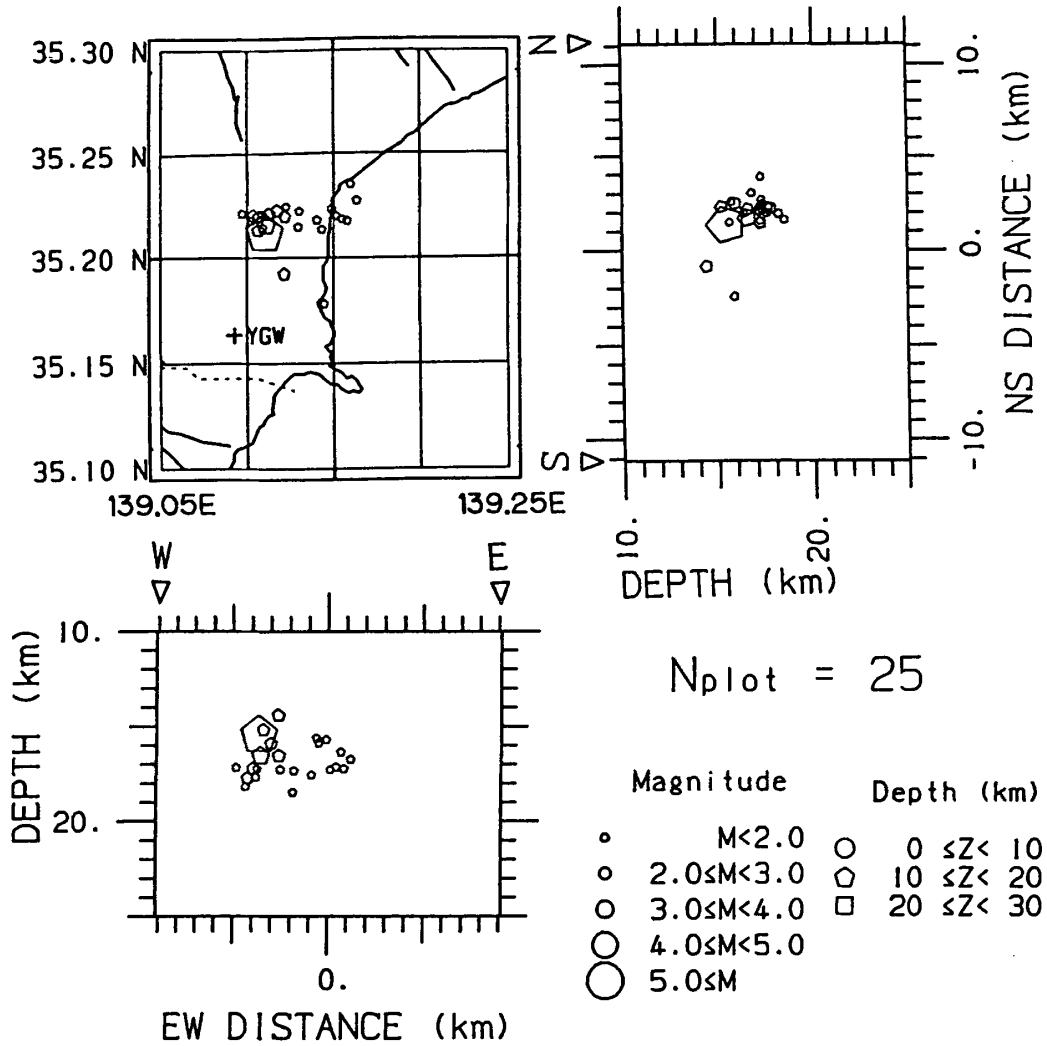 35.30 N
35.25 N
35.20 N
35.15 N
35.10 N
139.05E 139.25E
+YGW
N
S
10.
0.
-10.
NS DISTANCE (km)
10.
20.
DEPTH (km)
W E
10.
20.
DEPTH (km)
0.
EW DISTANCE (km)
Nplot = 25
Magnitude
M<2.0
2.0≤M<3.0
3.0≤M<4.0
4.0≤M<5.0
5.0≤M
Depth (km)
0 ≤Z< 10
10 ≤Z< 20
20 ≤Z< 30